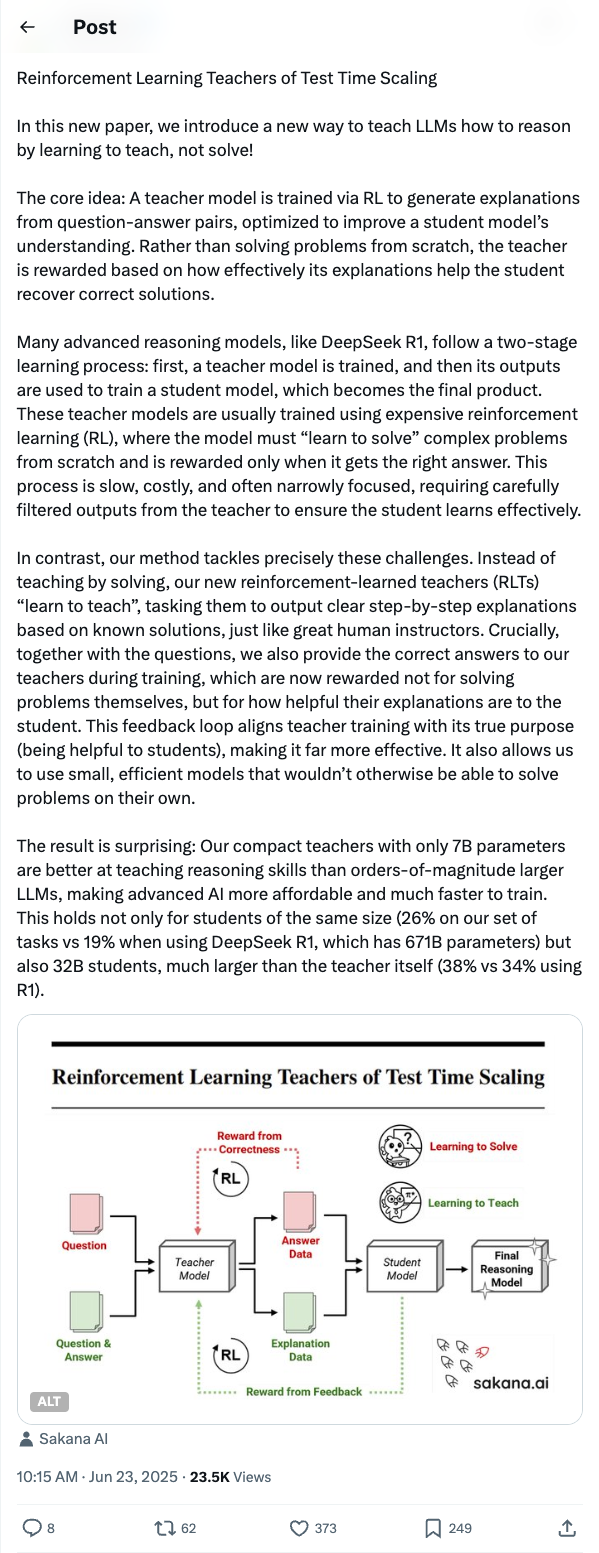 Post
Reinforcement Learning Teachers of Test Time Scaling
In this new paper, we introduce a new way to teach LLMs how to reason
by learning to teach, not solve!
The core idea: A teacher model is trained via RL to generate explanations
from question-answer pairs, optimized to improve a student model’s
understanding. Rather than solving problems from scratch, the teacher
is rewarded based on how effectively its explanations help the student
recover correct solutions.
Many advanced reasoning models, like DeepSeek R1, follow a two-stage
learning process: first, a teacher model is trained, and then its outputs
are used to train a student model, which becomes the final product.
These teacher models are usually trained using expensive reinforcement
learning (RL), where the model must “learn to solve” complex problems
from scratch and is rewarded only when it gets the right answer. This
process is slow, costly, and often narrowly focused, requiring carefully
filtered outputs from the teacher to ensure the student learns effectively.
In contrast, our method tackles precisely these challenges. Instead of
teaching by solving, our new reinforcement-learned teachers (RLTs)
“learn to teach”, tasking them to output clear step-by-step explanations
based on known solutions, just like great human instructors. Crucially,
together with the questions, we also provide the correct answers to our
teachers during training, which are now rewarded not for solving
problems themselves, but for how helpful their explanations are to the
student. This feedback loop aligns teacher training with its true purpose
(being helpful to students), making it far more effective. It also allows us
to use small, efficient models that wouldn’t otherwise be able to solve
problems on their own.
The result is surprising: Our compact teachers with only 7B parameters
are better at teaching reasoning skills than orders-of-magnitude larger
LLMs, making advanced AI more affordable and much faster to train.
This holds not only for students of the same size (26% on our set of
tasks vs 19% when using DeepSeek R1, which has 671B parameters) but
also 32B students, much larger than the teacher itself (38% vs 34% using
R1).
Reinforcement Learning Teachers of Test Time Scaling
Reward from
Correctness
RL
?
Learning to Solve
π
Learning to Teach
Question
Teacher
Model
Answer
Data
Student
Model
Final
Reasoning
Model
Question &
Answer
RL
Explanation
Data
Reward from Feedback
sakana.ai
ALT
Sakana AI
10:15 AM · Jun 23, 2025 · 23.5K Views
8
62
373
249